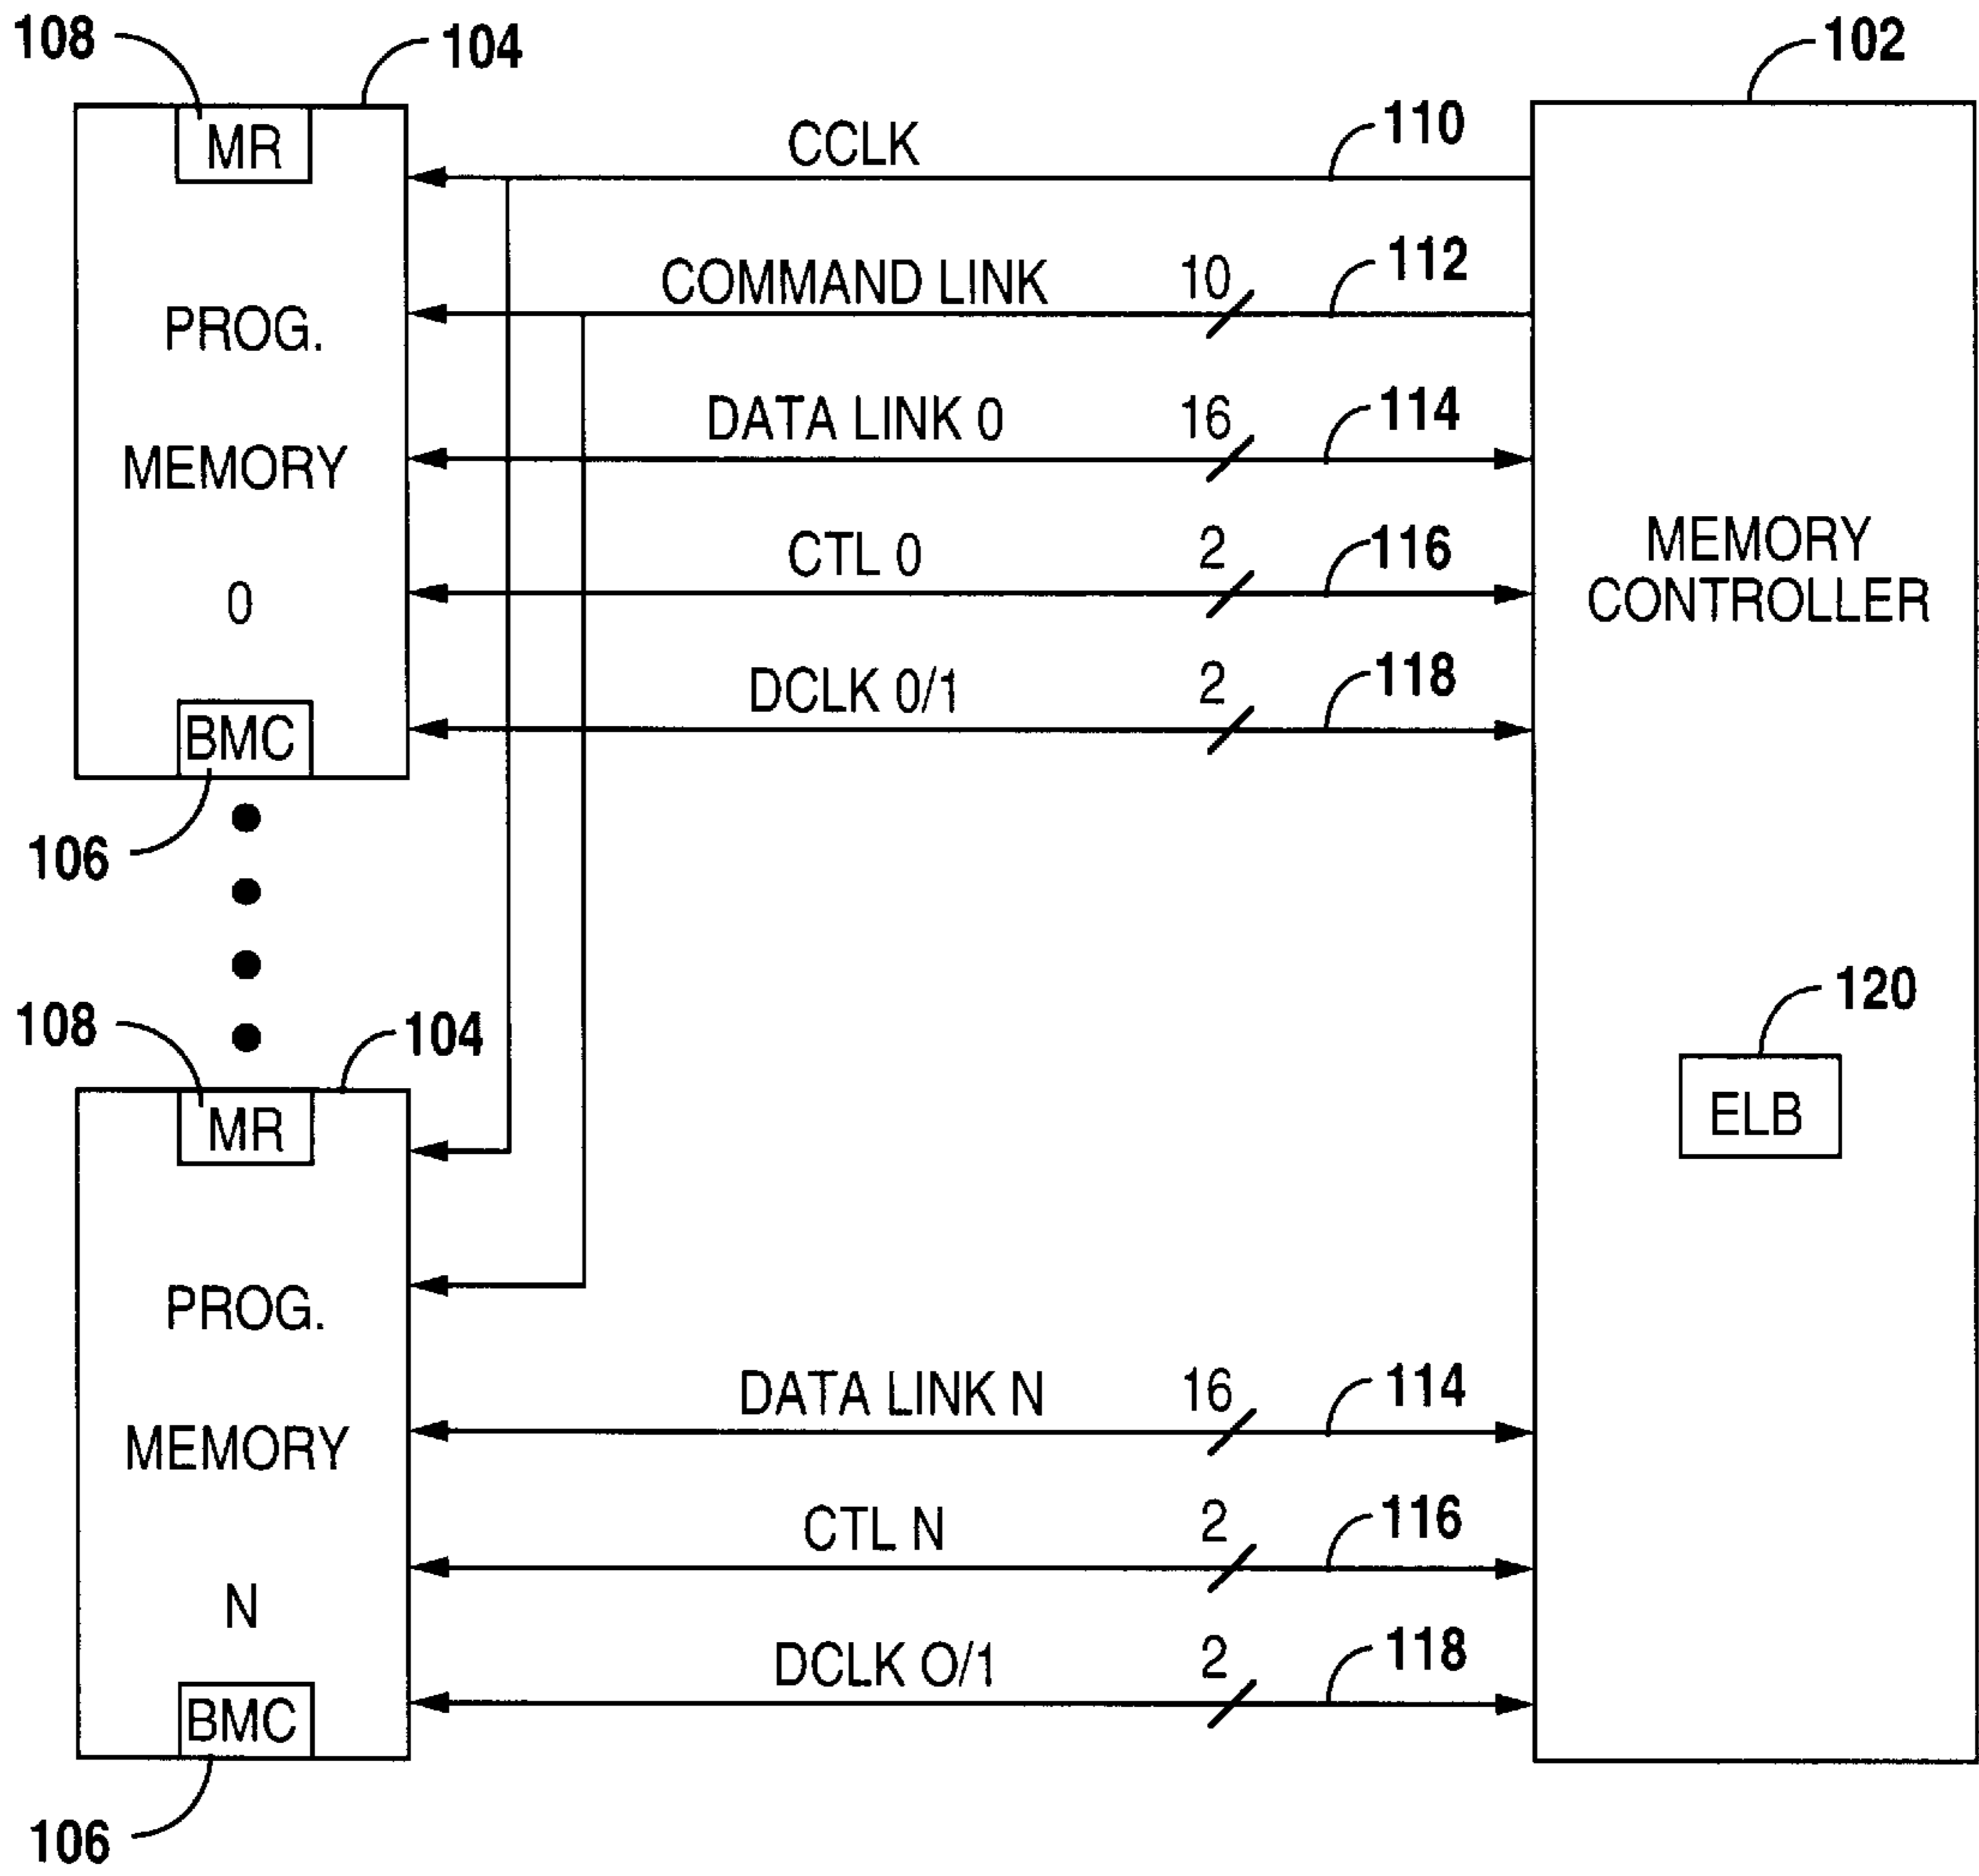 108
104
102
MR
CCLK
110
COMMAND LINK
10
112
PROG.
DATA LINK 0
16
114
MEMORY
CTL 0
2
116
MEMORY
CONTROLLER
0
DCLK 0/1
2
118
BMC
106
108
104
120
MR
ELB
PROG.
DATA LINK N
16
114
MEMORY
CTL N
2
116
N
DCLK O/1
2
118
BMC
106